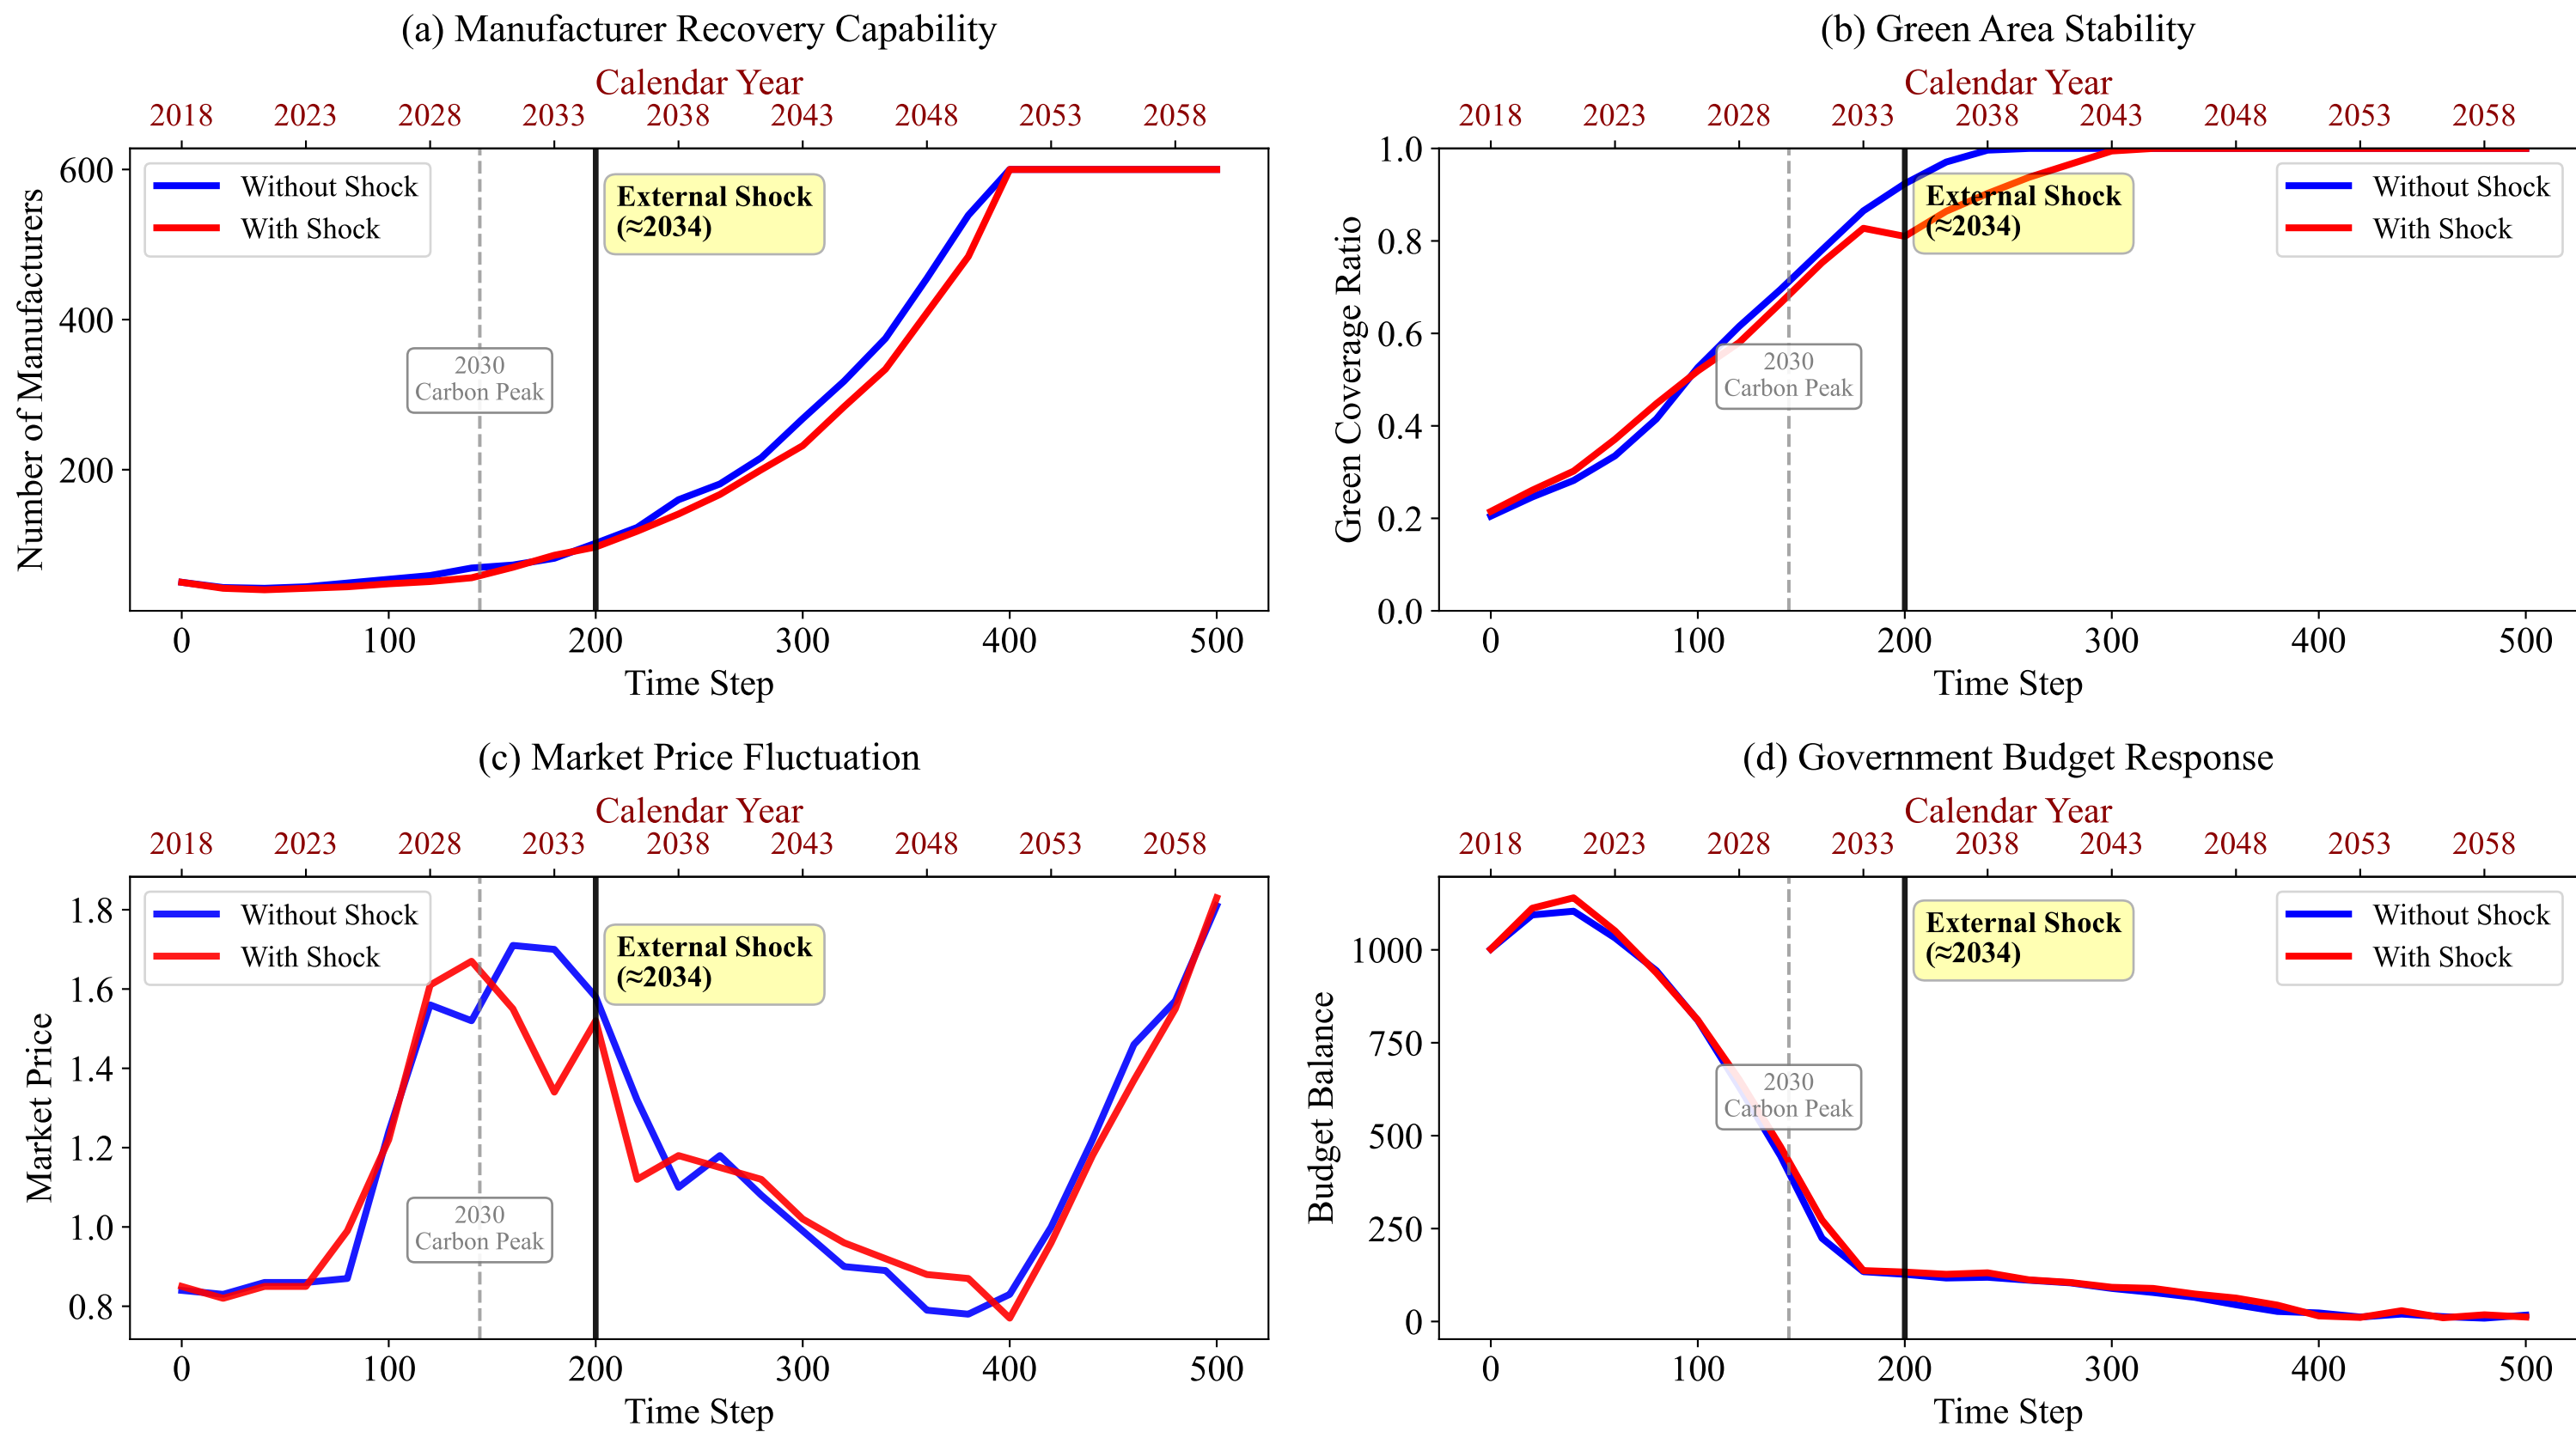 (a) Manufacturer Recovery Capability
Calendar Year
2018 2023 2028 2033 2038 2043 2048 2053 2058
Number of Manufacturers
600
400
200
Without Shock
With Shock
External Shock
(≈2034)
2030
Carbon Peak
0 100 200 300 400 500
Time Step
(b) Green Area Stability
Calendar Year
2018 2023 2028 2033 2038 2043 2048 2053 2058
Green Coverage Ratio
1.0
0.8
0.6
0.4
0.2
0.0
External Shock
(≈2034)
Without Shock
With Shock
2030
Carbon Peak
0 100 200 300 400 500
Time Step
(c) Market Price Fluctuation
Calendar Year
2018 2023 2028 2033 2038 2043 2048 2053 2058
Market Price
1.8
1.6
1.4
1.2
1.0
0.8
Without Shock
With Shock
External Shock
(≈2034)
2030
Carbon Peak
0 100 200 300 400 500
Time Step
(d) Government Budget Response
Calendar Year
2018 2023 2028 2033 2038 2043 2048 2053 2058
Budget Balance
1000
750
500
250
0
External Shock
(≈2034)
Without Shock
With Shock
2030
Carbon Peak
0 100 200 300 400 500
Time Step